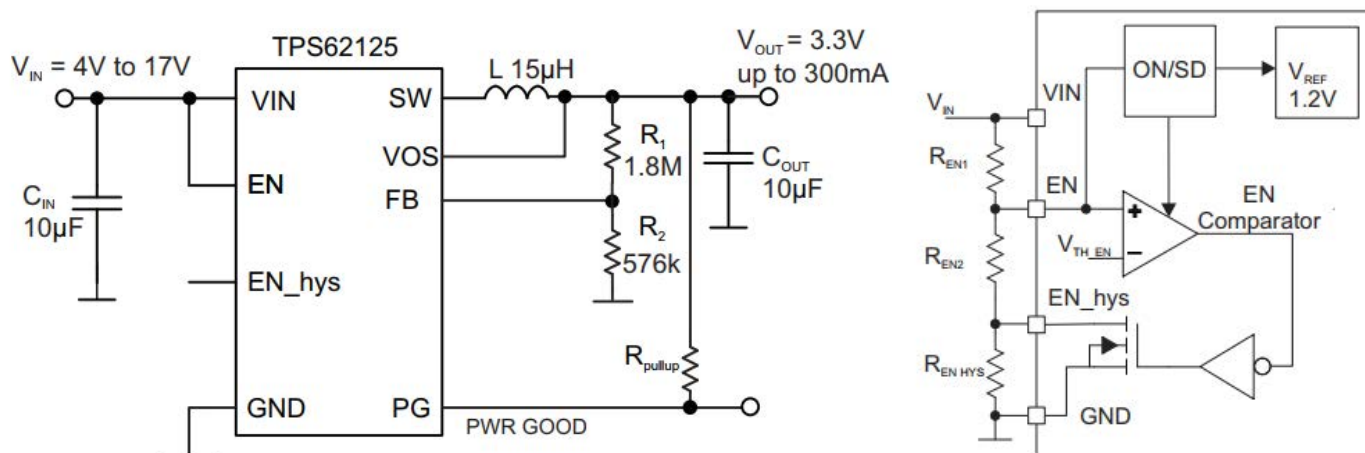 TPS62125
V_IN = 4V to 17V
VIN
EN
EN_hys
GND
C_IN
10µF
SW
VOS
FB
PG
L 15µH
V_OUT = 3.3V
up to 300mA
R_1
1.8M
R_2
576k
C_OUT
10µF
R_pullup
PWR GOOD
V_IN
VIN
R_EN1
EN
R_EN2
EN_hys
R_EN HYS
GND
ON/SD
V_REF
1.2V
EN
Comparator
+
−
V_TH_EN